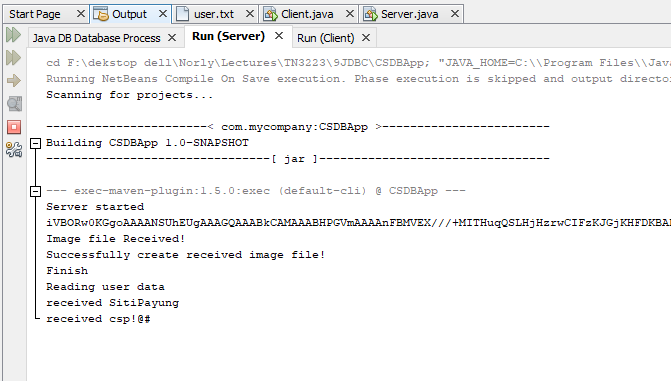 Start Page Output user.txt Client.java Server.java
Java DB Database Process Run (Server) Run (Client)
cd F:\dekstop dell\Norly\Lectures\TN3223\9JDBC\CSDBApp; "JAVA_HOME=C:\\Program Files\\Java
Running NetBeans Compile On Save execution. Phase execution is skipped and output director
Scanning for projects...
-----------------------< com.mycompany:CSDBApp >------------------------
Building CSDBApp 1.0-SNAPSHOT
--------------------------------[ jar ]---------------------------------
--- exec-maven-plugin:1.5.0:exec (default-cli) @ CSDBApp ---
Server started
iVBORw0KGgoAAAANSUhEUgAAAGQAAABkCAMAAABHPGVmAAAAnFBMVEX///+MITHuqQSLHjHzrwCIFzKJGjKHFDKBA
Image file Received!
Successfully create received image file!
Finish
Reading user data
received SitiPayung
received csp!@#